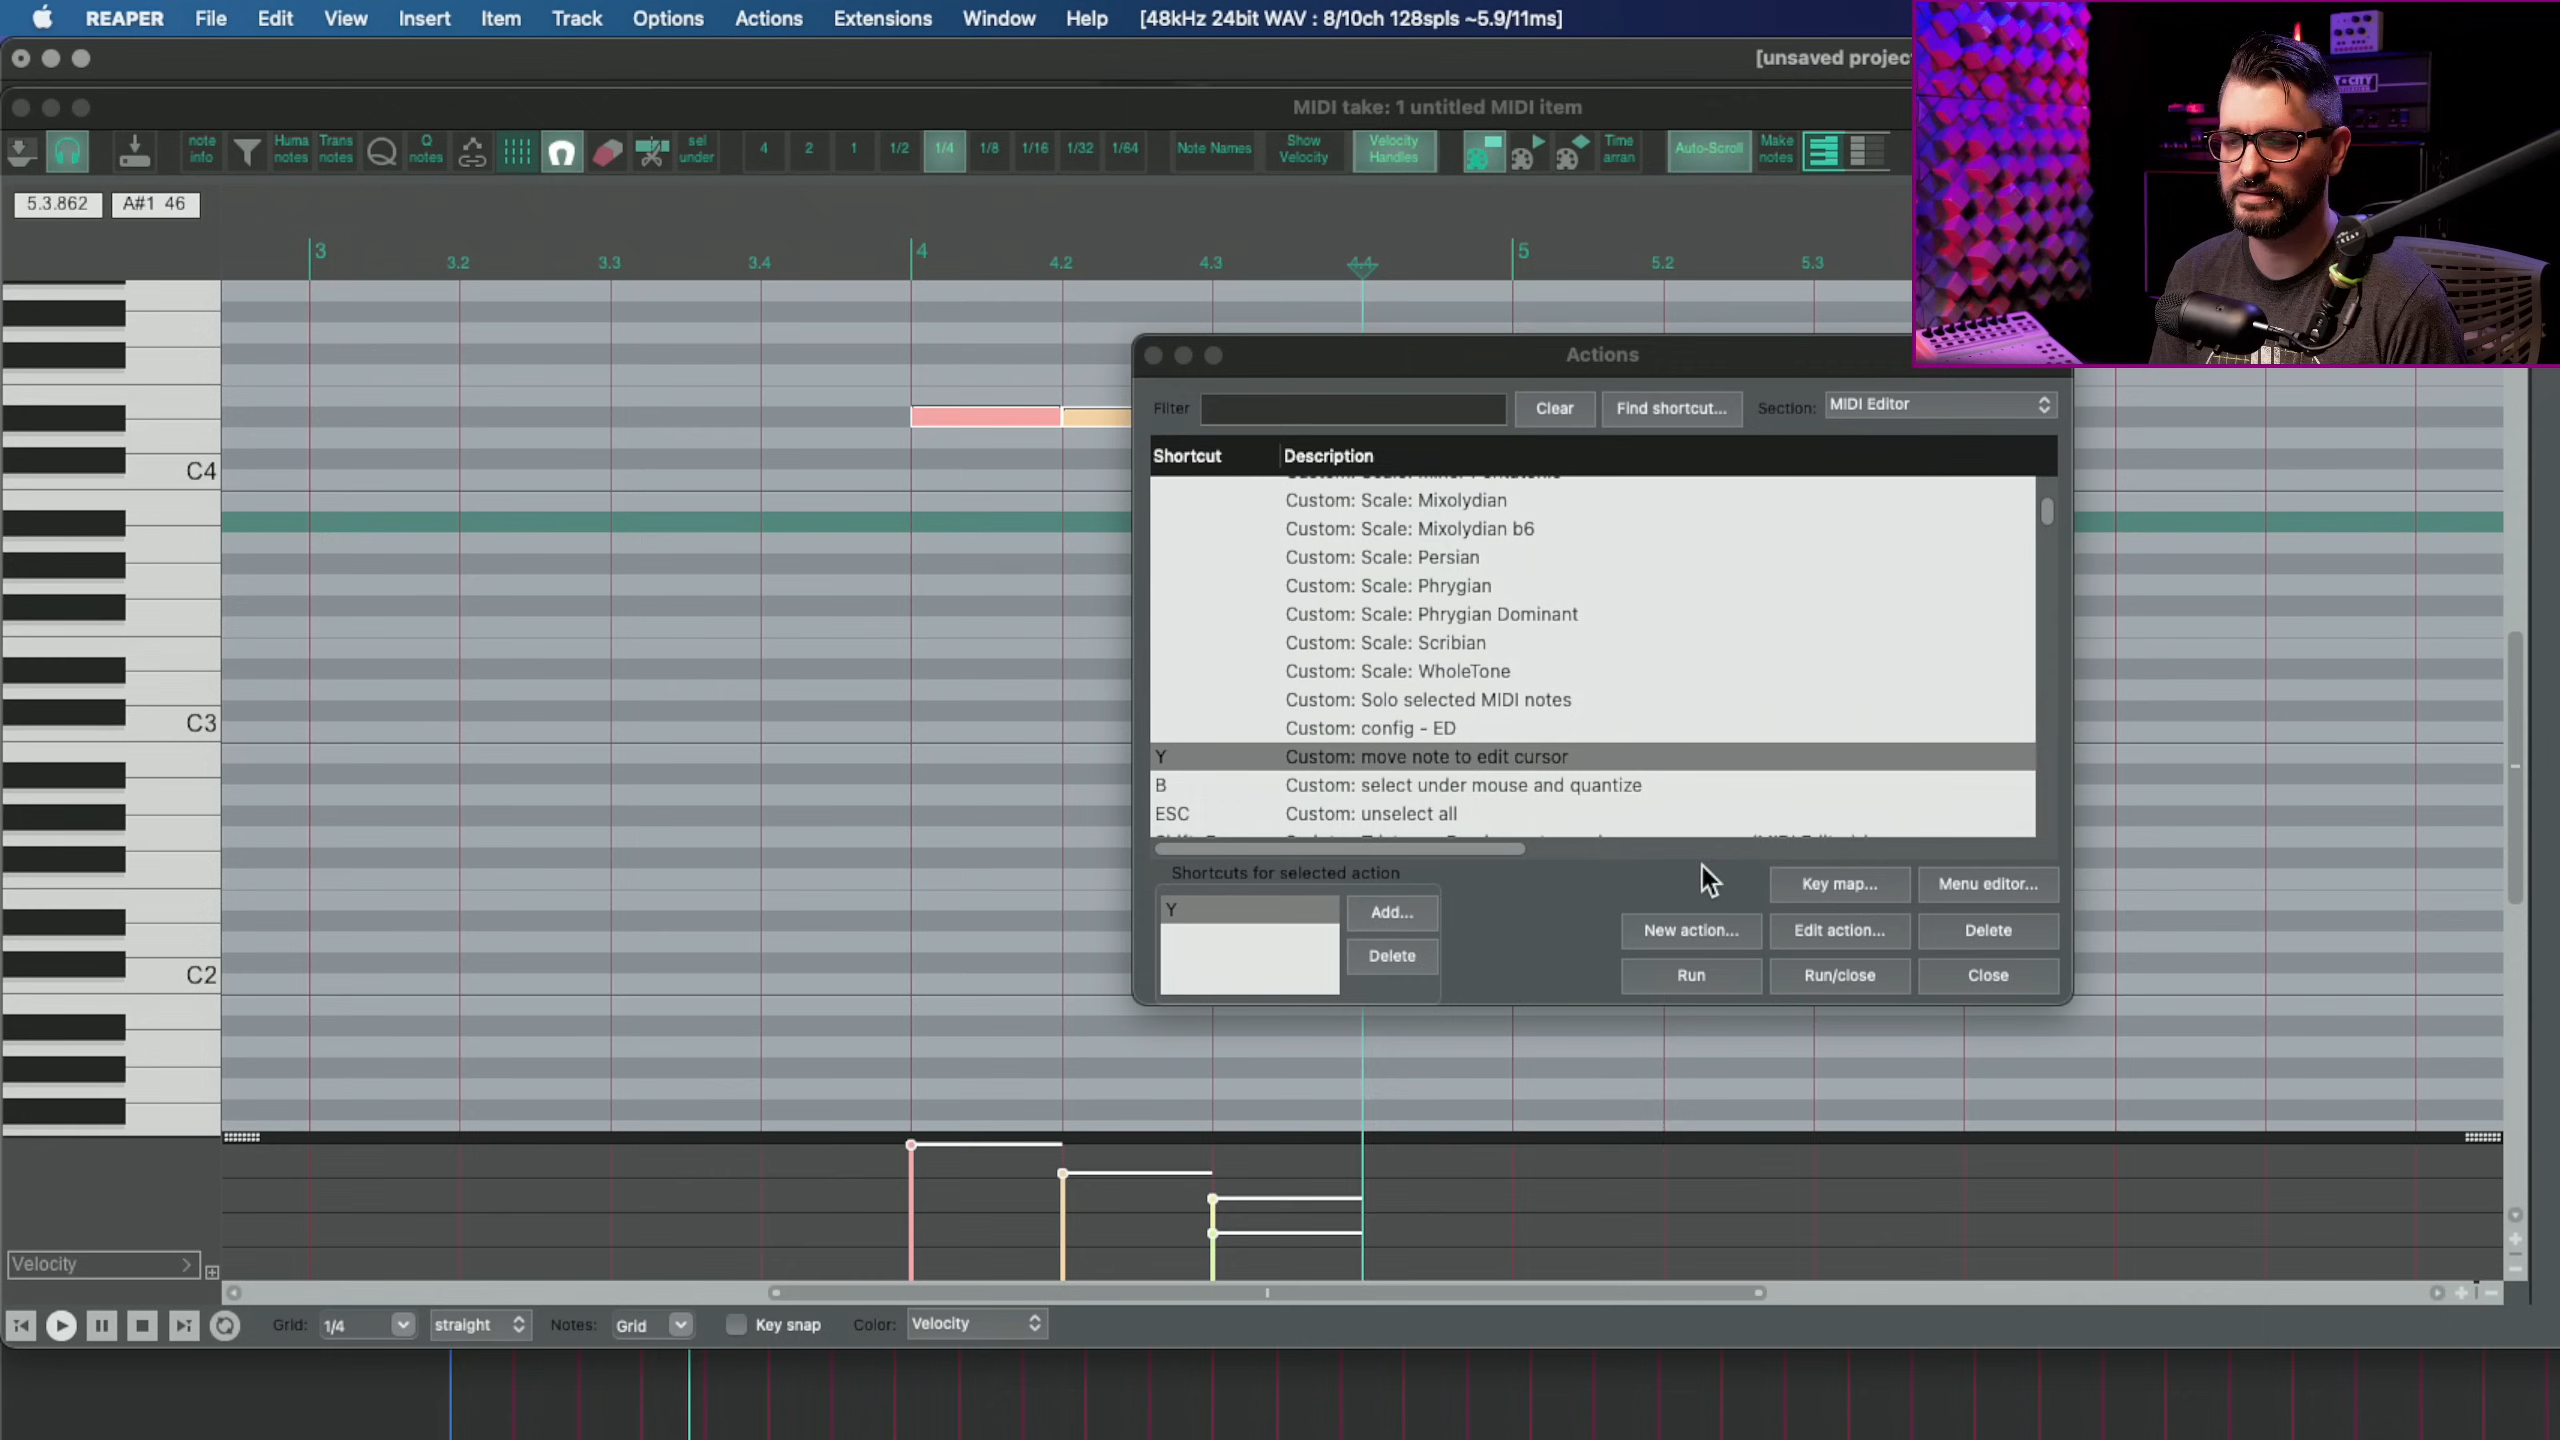 REAPER File Edit View Insert Item Track Options Actions Extensions Window Help [48kHz 24bit WAV : 8/10ch 128spls ~5.9/11ms]
[unsaved projec
MIDI take: 1 untitled MIDI item
note info
Huma notes
Trans notes
Q notes
sel under
4 2 1 1/2 1/4 1/8 1/16 1/32 1/64
Note Names
Show Velocity
Velocity Handles
Time arran
Auto-Scroll
Make notes
5.3.862 A#1 46
3 3.2 3.3 3.4 4 4.2 4.3 4.4 5 5.2 5.3
Actions
Filter Clear Find shortcut... Section: MIDI Editor
Shortcut Description
Custom: Scale: Mixolydian
Custom: Scale: Mixolydian b6
Custom: Scale: Persian
Custom: Scale: Phrygian
Custom: Scale: Phrygian Dominant
Custom: Scale: Scribian
Custom: Scale: WholeTone
Custom: Solo selected MIDI notes
Custom: config - ED
Y Custom: move note to edit cursor
B Custom: select under mouse and quantize
ESC Custom: unselect all
Shortcuts for selected action
Y
Add...
Delete
Key map... Menu editor...
New action... Edit action... Delete
Run Run/close Close
C4
C3
C2
Velocity
Grid: 1/4 straight Notes: Grid Key snap Color: Velocity